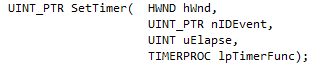 UINT_PTR SetTimer( HWND hWnd,
UINT_PTR nIDEvent,
UINT uElapse,
TIMERPROC lpTimerFunc);